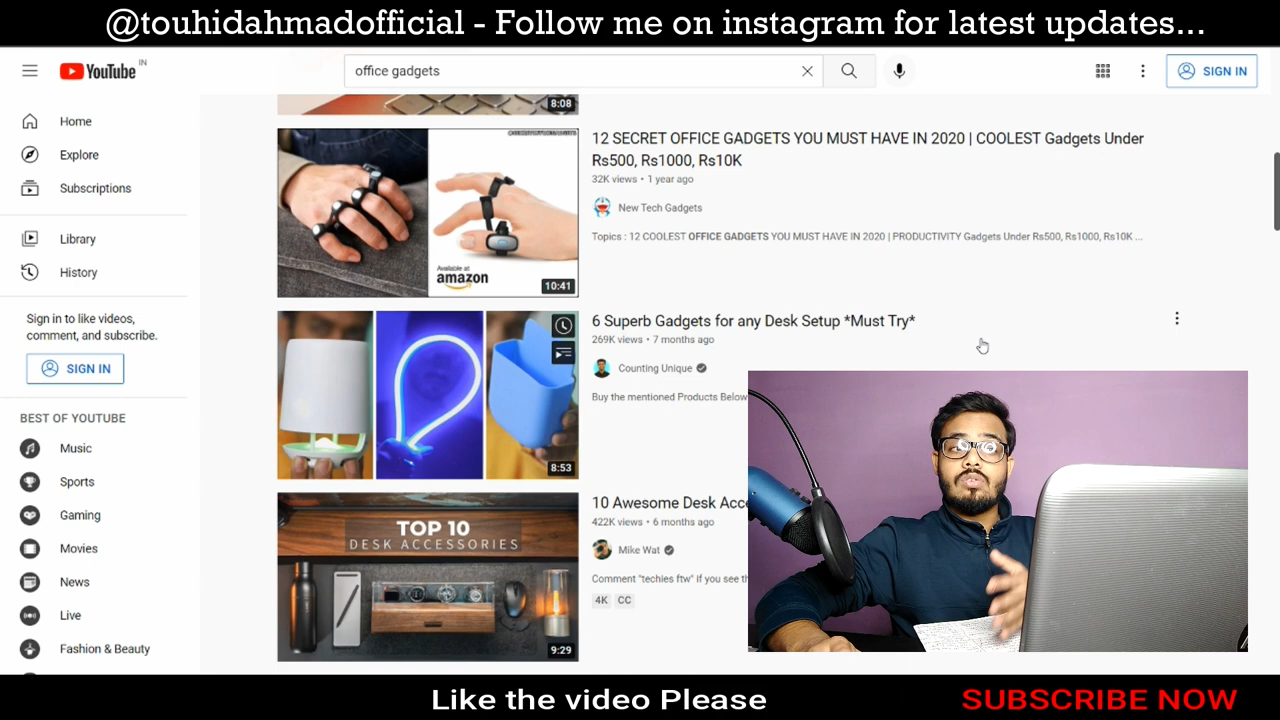 @touhidahmadofficial - Follow me on instagram for latest updates...
YouTube IN
office gadgets
SIGN IN
Home
Explore
Subscriptions
Library
History
Sign in to like videos,
comment, and subscribe.
SIGN IN
BEST OF YOUTUBE
Music
Sports
Gaming
Movies
News
Live
Fashion & Beauty
8:08
Available at
amazon
10:41
12 SECRET OFFICE GADGETS YOU MUST HAVE IN 2020 | COOLEST Gadgets Under
Rs500, Rs1000, Rs10K
32K views • 1 year ago
New Tech Gadgets
Topics : 12 COOLEST OFFICE GADGETS YOU MUST HAVE IN 2020 | PRODUCTIVITY Gadgets Under Rs500, Rs1000, Rs10K ...
8:53
6 Superb Gadgets for any Desk Setup *Must Try*
269K views • 7 months ago
Counting Unique
Buy the mentioned Products Below
TOP 10
DESK ACCESSORIES
9:29
10 Awesome Desk Acce
422K views • 6 months ago
Mike Wat
Comment "techies ftw" if you see th
4K CC
Like the video Please
SUBSCRIBE NOW